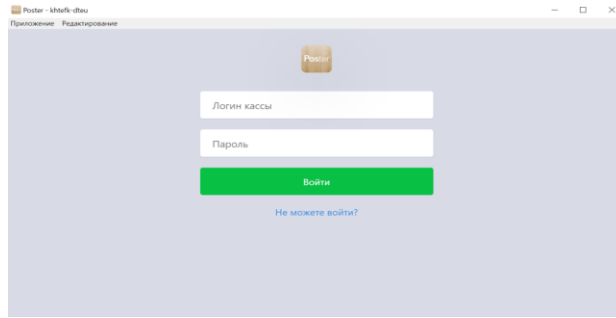 Poster - khtefk-dteu
Приложение Редактирование
Poster
Логин кассы
Пароль
Войти
Не можете войти?